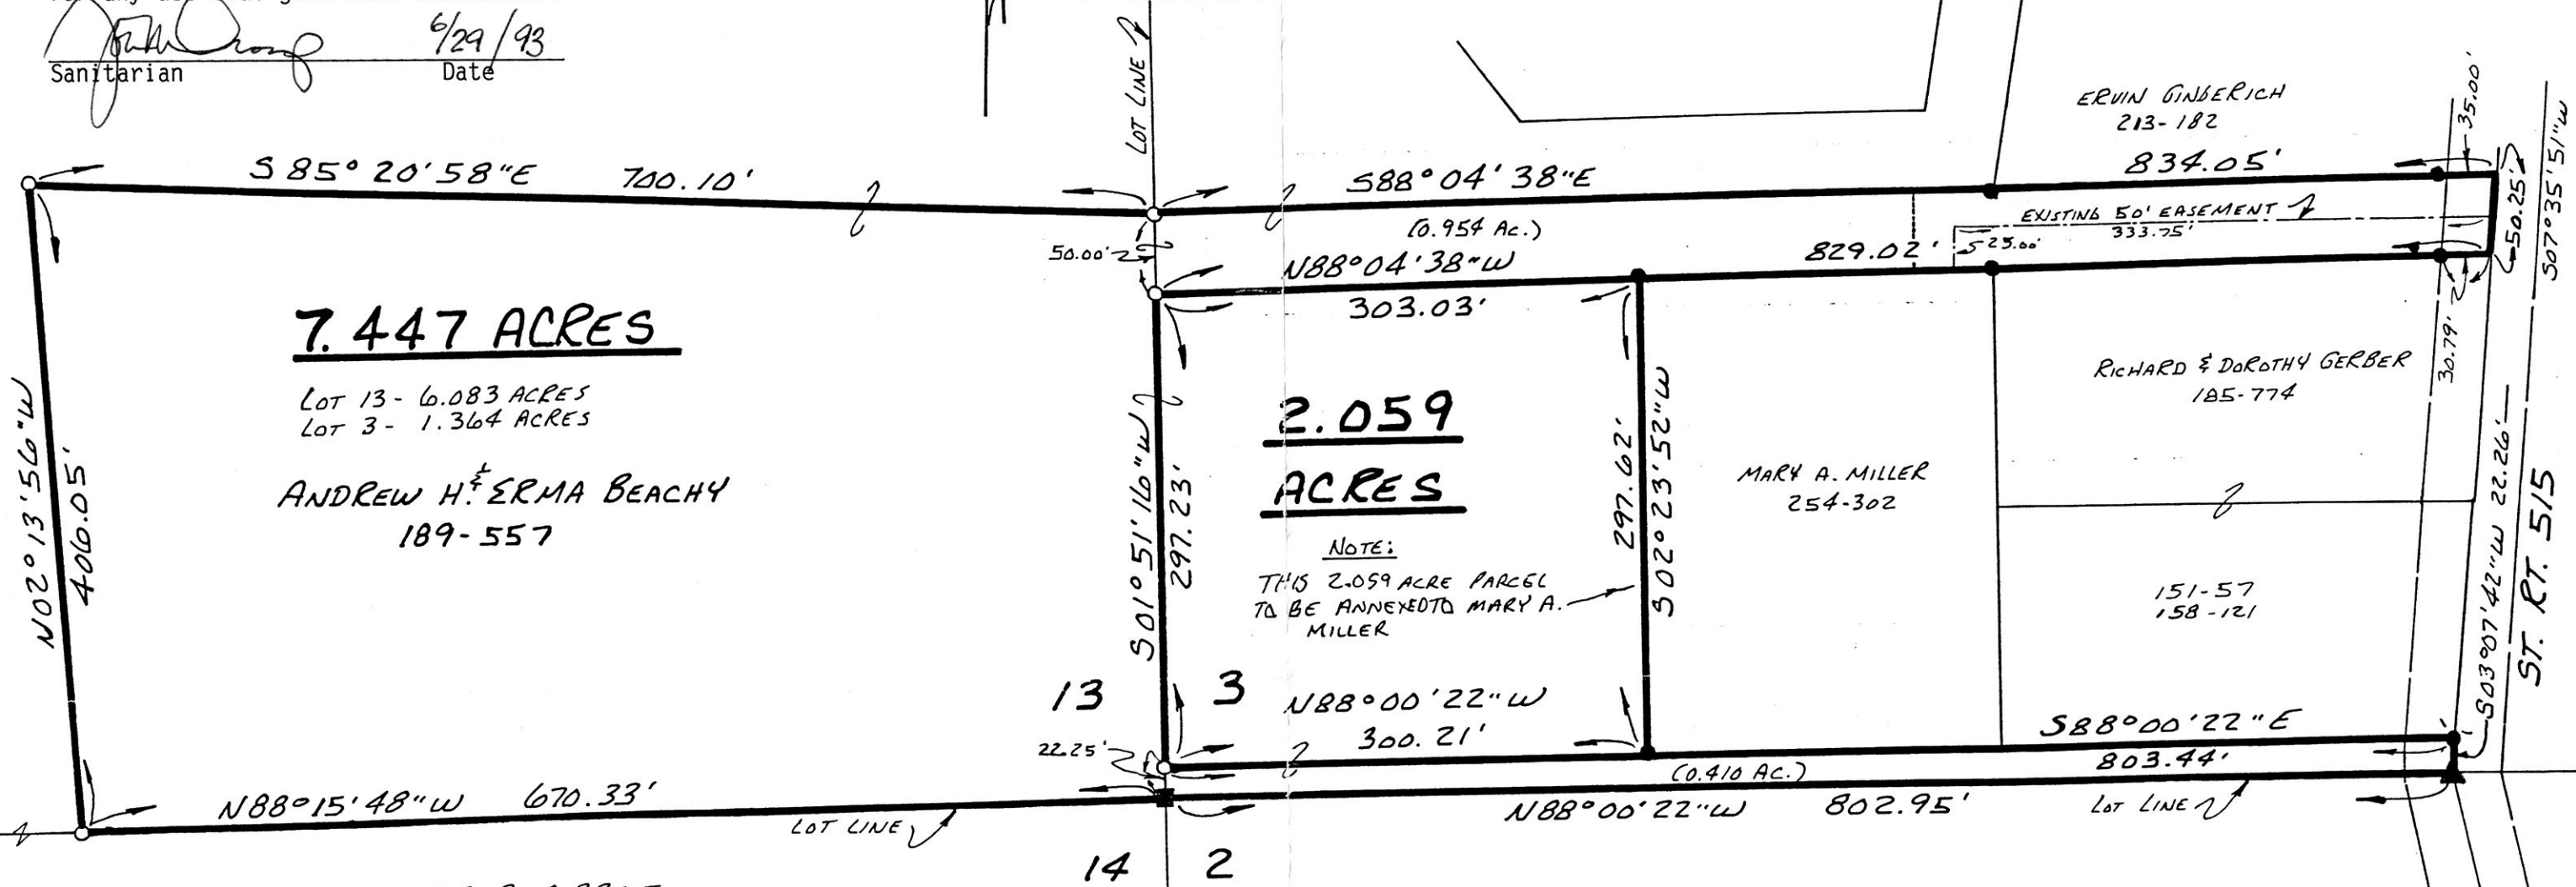 6/29/93
Sanitarian Date
LOT LINE
ERVIN GINGERICH
213-182
35.00'
S 85° 20' 58"E 700.10'
S88° 04' 38"E
834.05'
(0.954 Ac.)
EXISTING 50' EASEMENT
333.75'
50.25'
S07° 35' 51"W
50.00'
N88° 04' 38"W
829.02'
25.00'
303.03'
30.79'
7.447 ACRES
LOT 13 - 6.083 ACRES
LOT 3 - 1.364 ACRES
ANDREW H. & ERMA BEACHY
189-557
N02° 13' 56"W
406.05'
S01° 51' 16"W
297.23'
2.059
ACRES
NOTE:
THIS 2.059 ACRE PARCEL
TO BE ANNEXED TO MARY A.
MILLER
297.62'
S02° 23' 52"W
MARY A. MILLER
254-302
RICHARD & DOROTHY GERBER
185-774
151-57
158-121
S03° 07' 42"W 22.26'
ST. RT. 515
13 3
N88° 00' 22"W
300.21'
S88° 00' 22"E
803.44'
22.25'
(0.410 AC.)
N88° 15' 48"W 670.33'
LOT LINE
N88° 00' 22"W 802.95'
LOT LINE
14 2